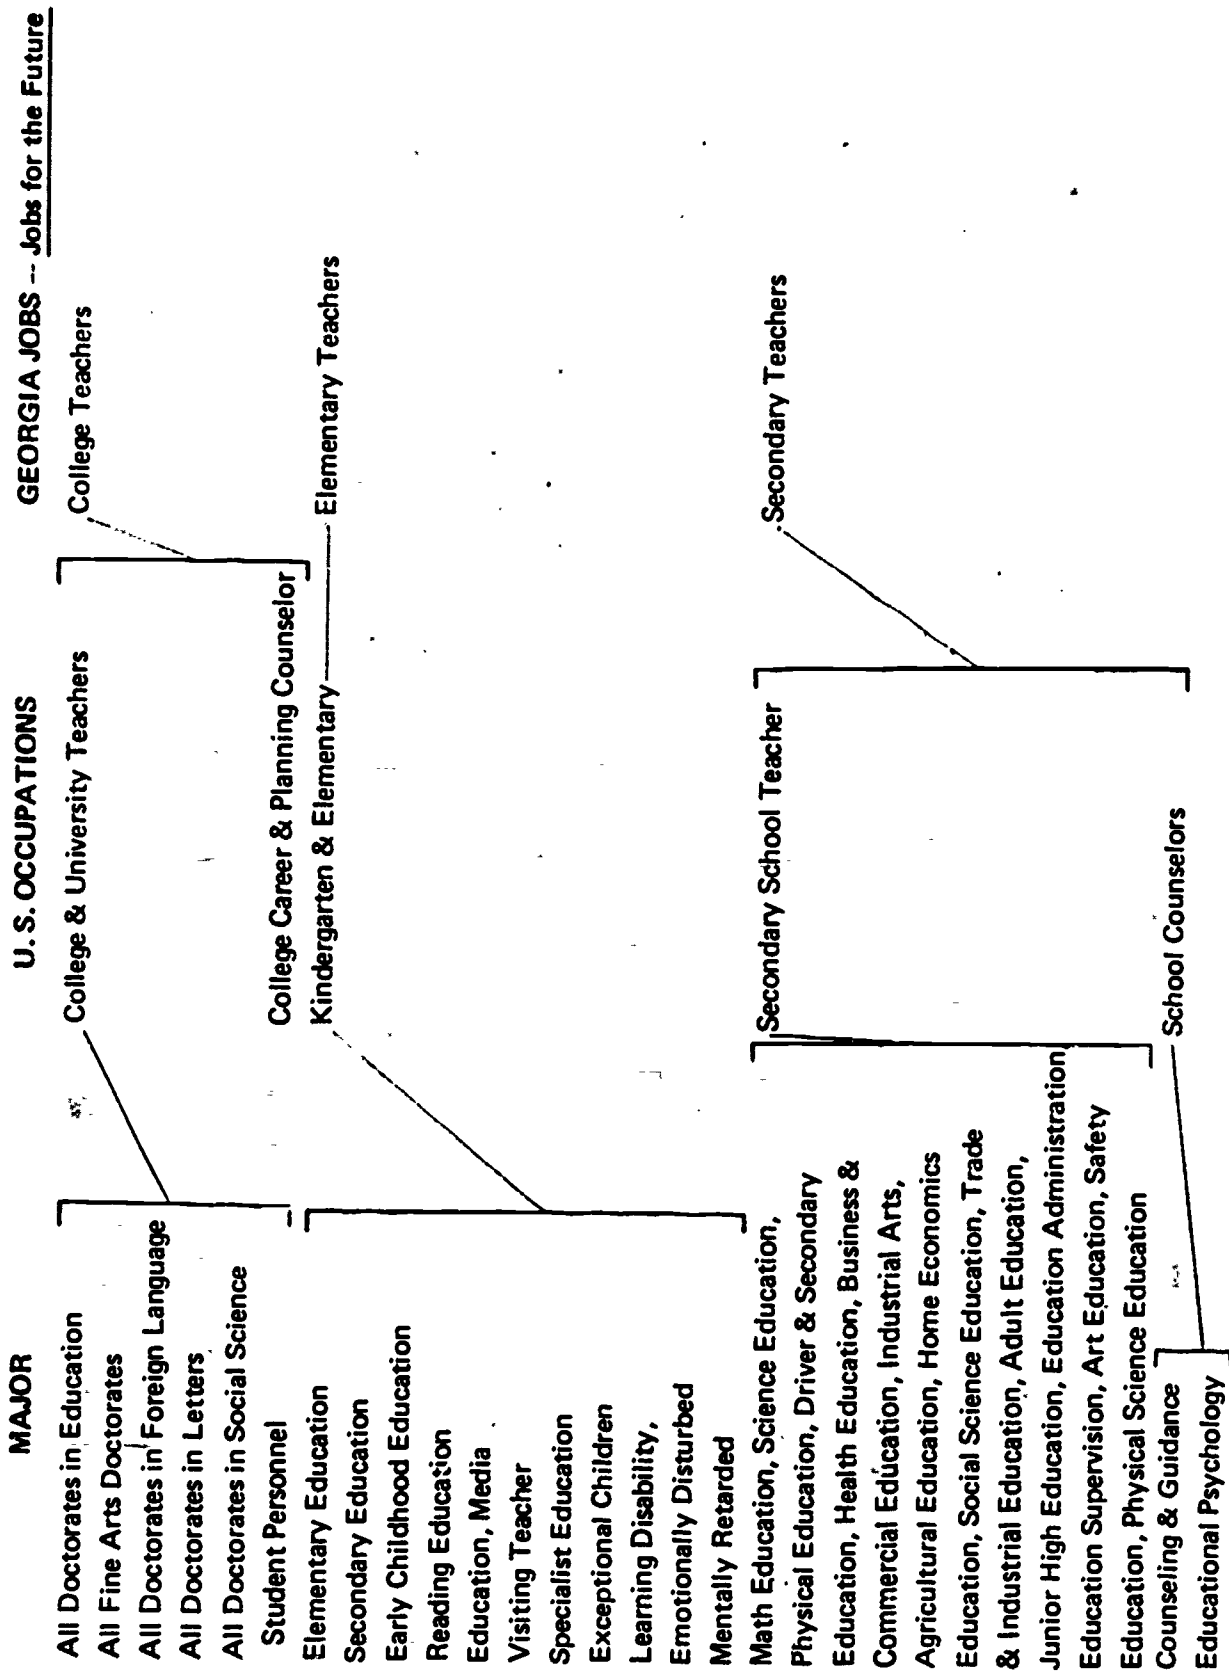 MAJOR
U.S. OCCUPATIONS
GEORGIA JOBS -- Jobs for the Future
All Doctorates in Education
All Fine Arts Doctorates
All Doctorates in Foreign Language
All Doctorates in Letters
All Doctorates in Social Science
Student Personnel
College & University Teachers
College Career & Planning Counselor
College Teachers
Elementary Education
Secondary Education
Early Childhood Education
Reading Education
Education, Media
Visiting Teacher
Specialist Education
Exceptional Children
Learning Disability,
Emotionally Disturbed
Mentally Retarded
Kindergarten & Elementary
Elementary Teachers
Math Education, Science Education,
Physical Education, Driver & Secondary
Education, Health Education, Business &
Commercial Education, Industrial Arts,
Agricultural Education, Home Economics
Education, Social Science Education, Trade
& Industrial Education, Adult Education,
Junior High Education, Education Administration
Education Supervision, Art Education, Safety
Education, Physical Science Education
Secondary School Teacher
Secondary Teachers
Counseling & Guidance
Educational Psychology
School Counselors